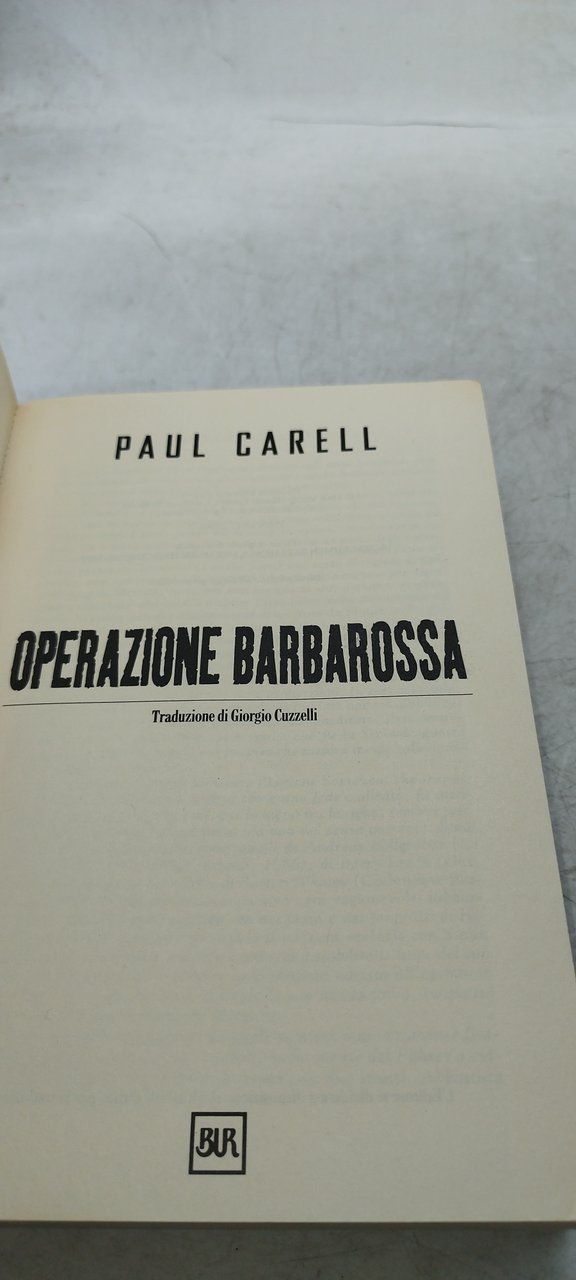 PAUL CARELL
OPERAZIONE BARBAROSSA
Traduzione di Giorgio Cuzzelli
BUR